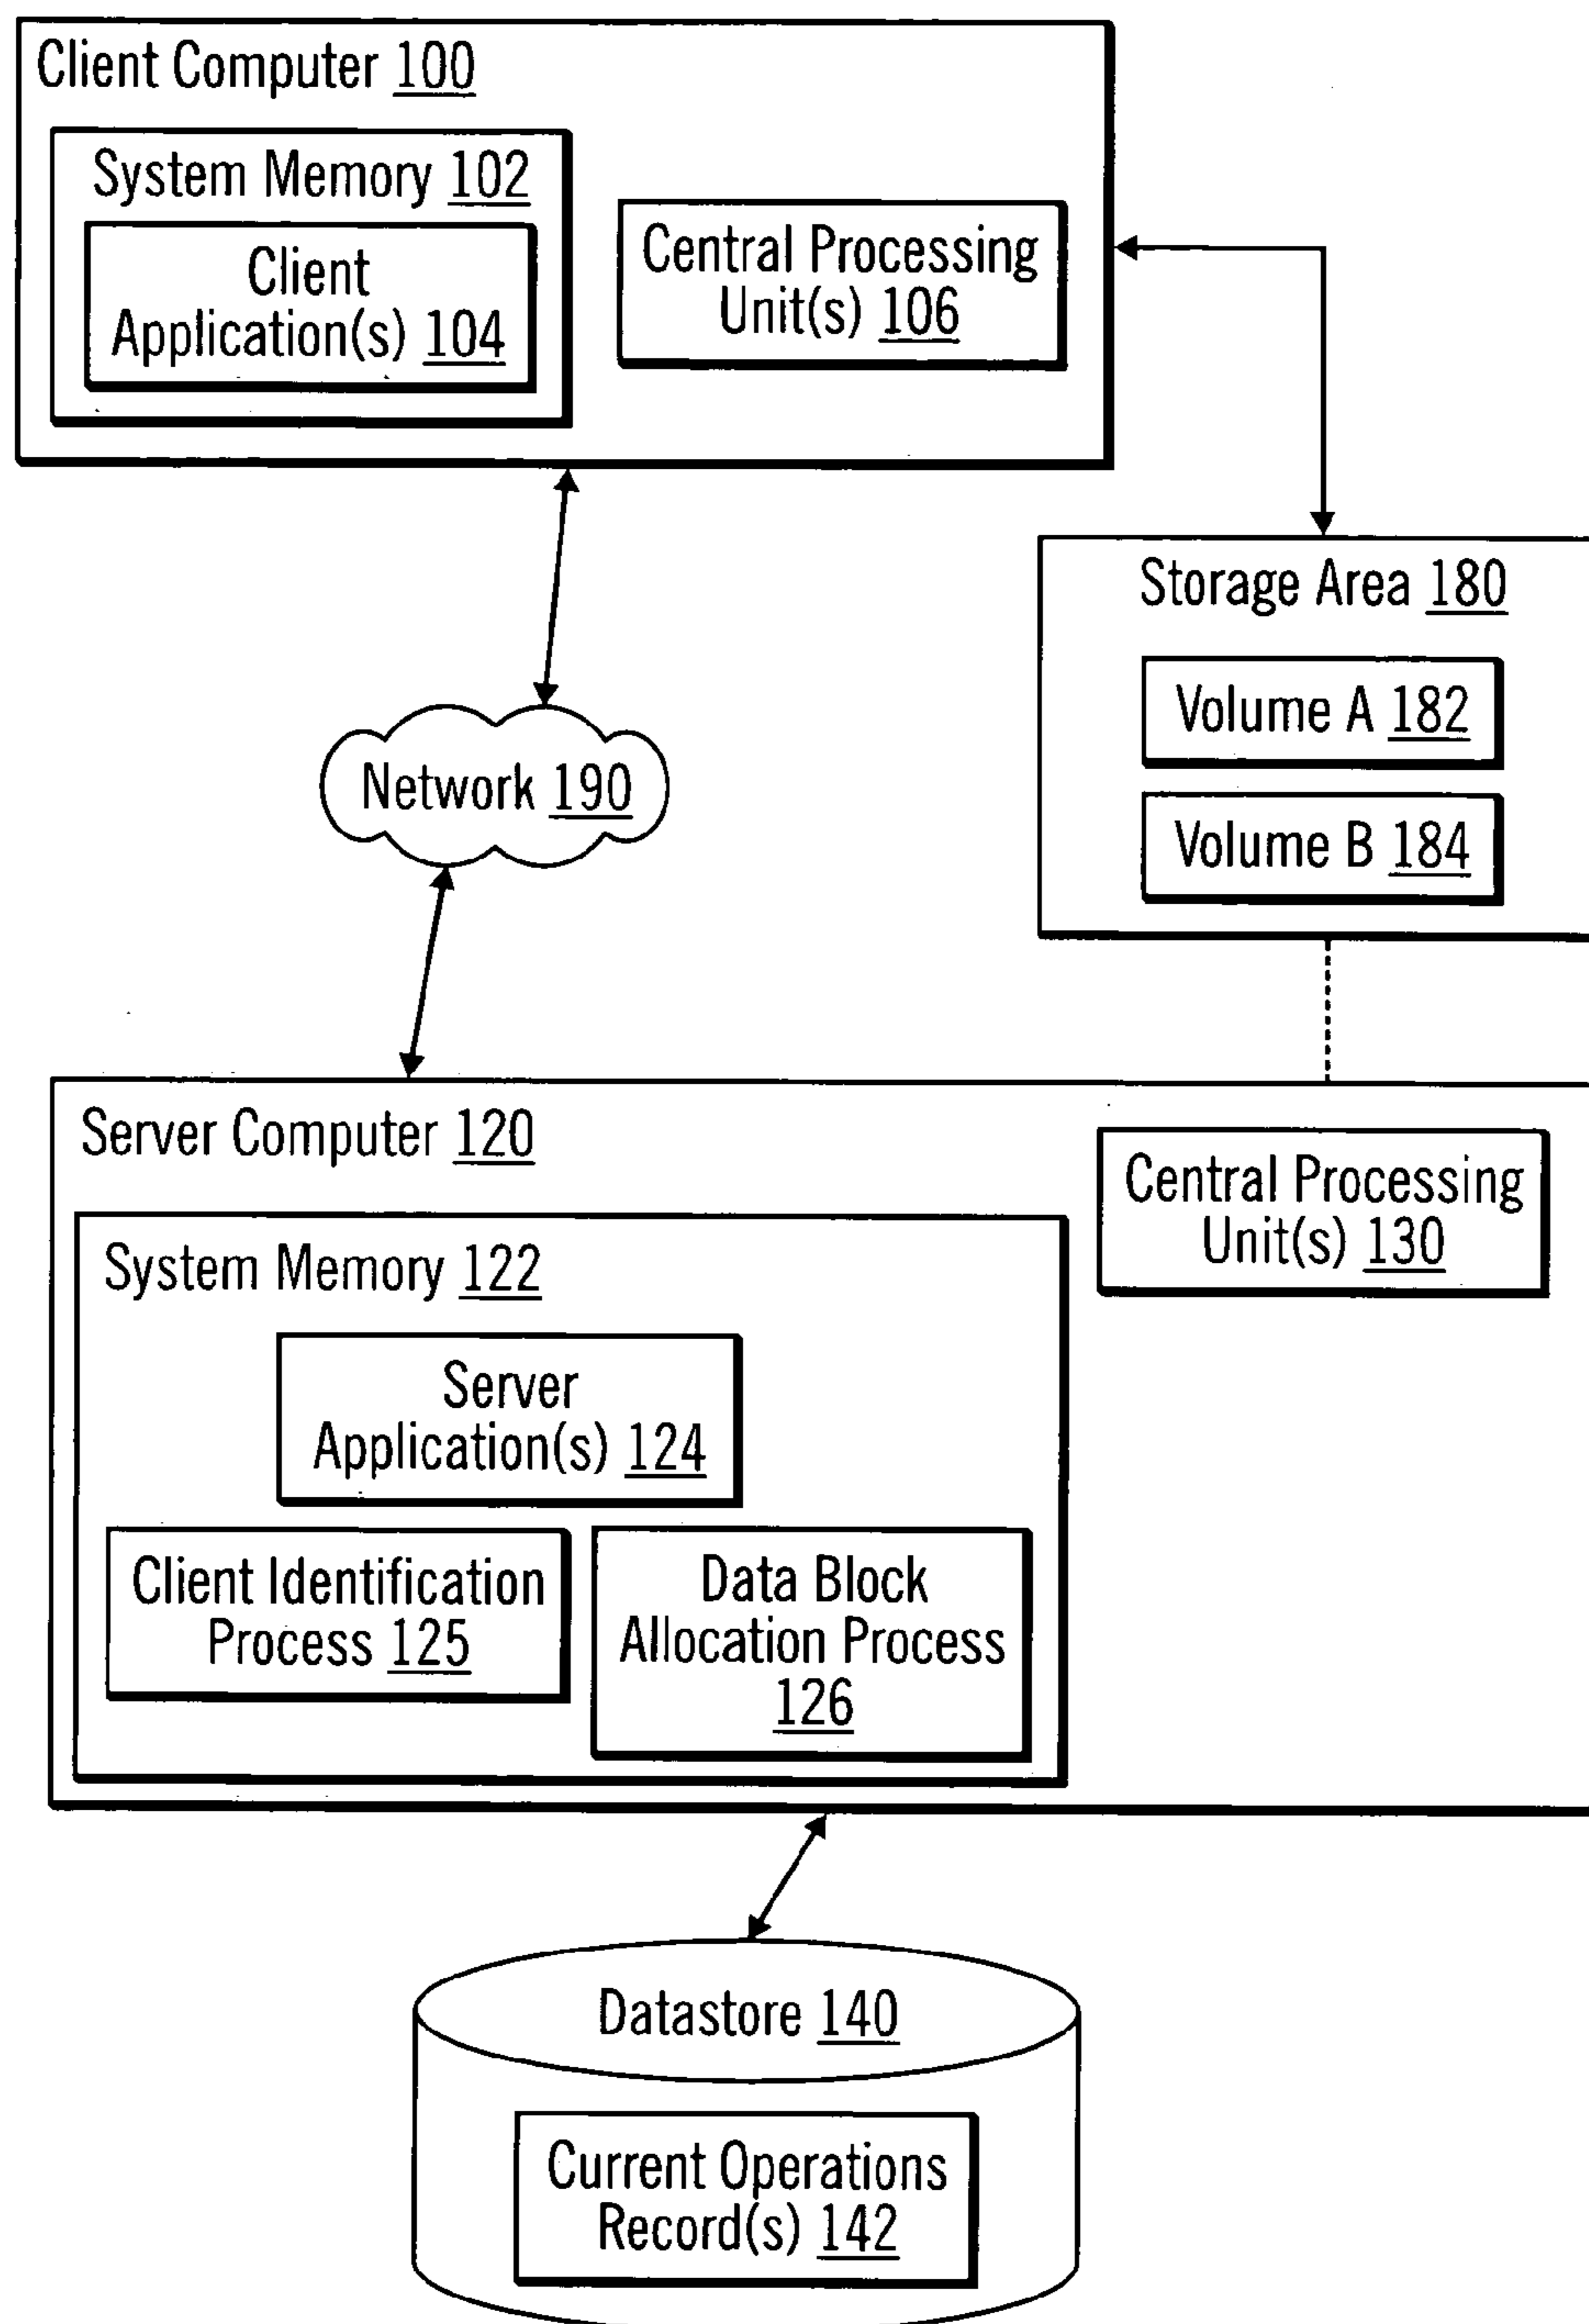 Client Computer 100
System Memory 102
Client
Application(s) 104
Central Processing
Unit(s) 106
Storage Area 180
Volume A 182
Volume B 184
Network 190
Server Computer 120
Central Processing
Unit(s) 130
System Memory 122
Server
Application(s) 124
Client Identification
Process 125
Data Block
Allocation Process
126
Datastore 140
Current Operations
Record(s) 142